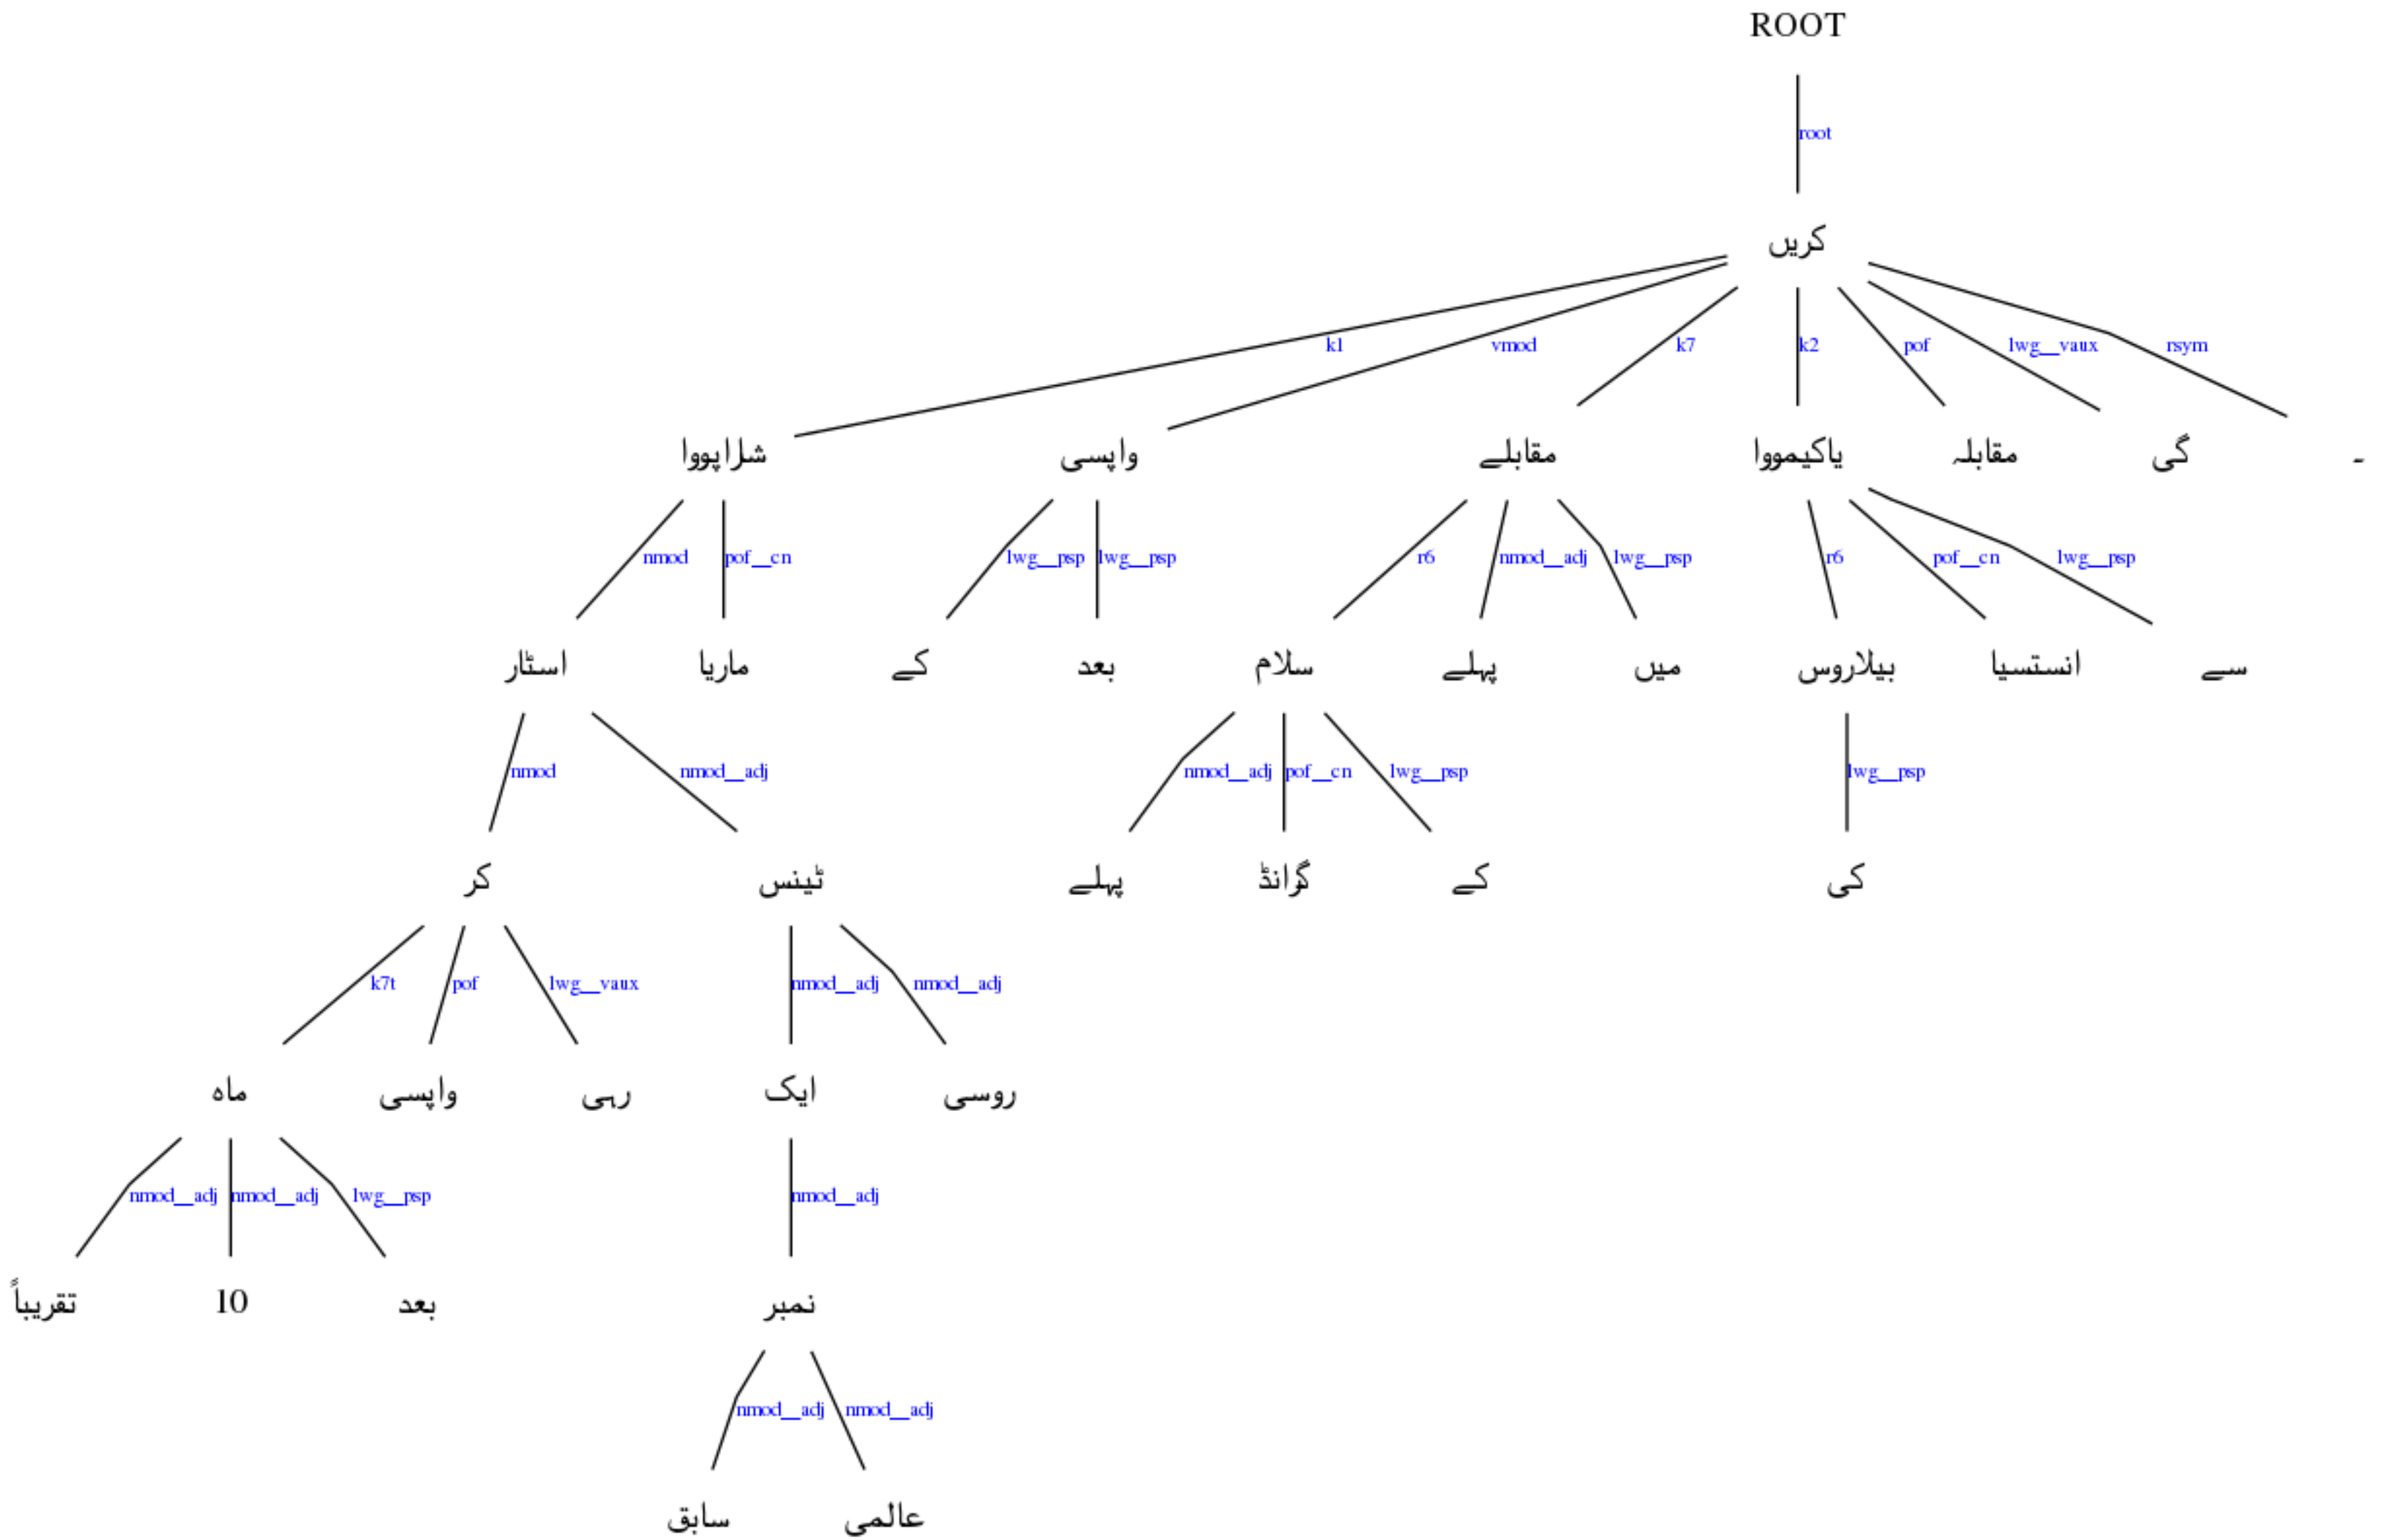 ROOT
root
کریں
k1 vmod k7 k2 pof lwg__vaux rsym
شاراپووا واپسی مقابلے یاکیمووا مقابلہ گی ۔
nmod pof__cn lwg__psp lwg__psp r6 nmod__adj lwg__psp r6 pof__cn lwg__psp
اسٹار ماریا کے بعد سلام پہلے میں بیلاروس انستسیا سے
nmod nmod__adj nmod__adj pof__cn lwg__psp lwg__psp
کر ٹینس پہلے گرانڈ کے کی
k7t pof lwg__vaux nmod__adj nmod__adj
ماہ واپسی رہی ایک روسی
nmod__adj nmod__adj lwg__psp nmod__adj
تقریباً 10 بعد نمبر
nmod__adj nmod__adj
سابق عالمی